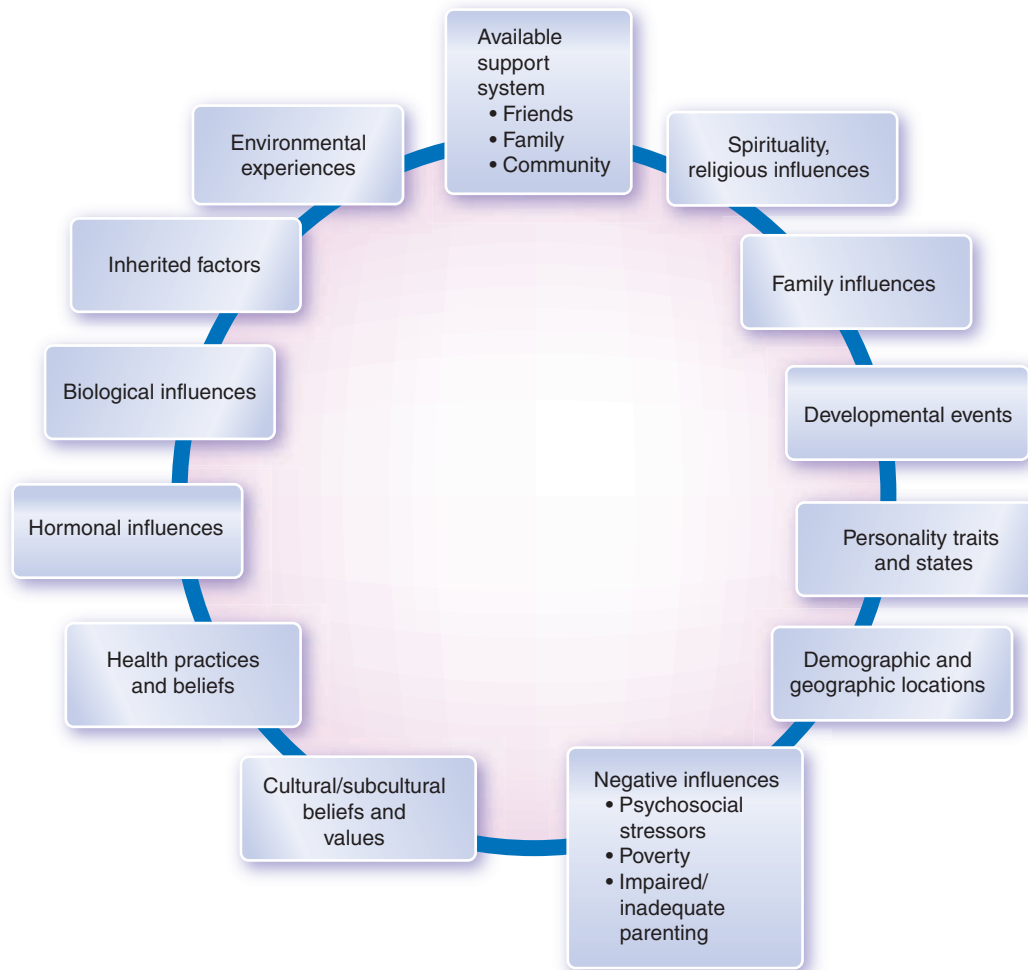 Available
support
system
• Friends
• Family
• Community
Spirituality,
religious influences
Family influences
Developmental events
Personality traits
and states
Demographic and
geographic locations
Negative influences
• Psychosocial
stressors
• Poverty
• Impaired/
inadequate
parenting
Cultural/subcultural
beliefs and
values
Health practices
and beliefs
Hormonal influences
Biological influences
Inherited factors
Environmental
experiences